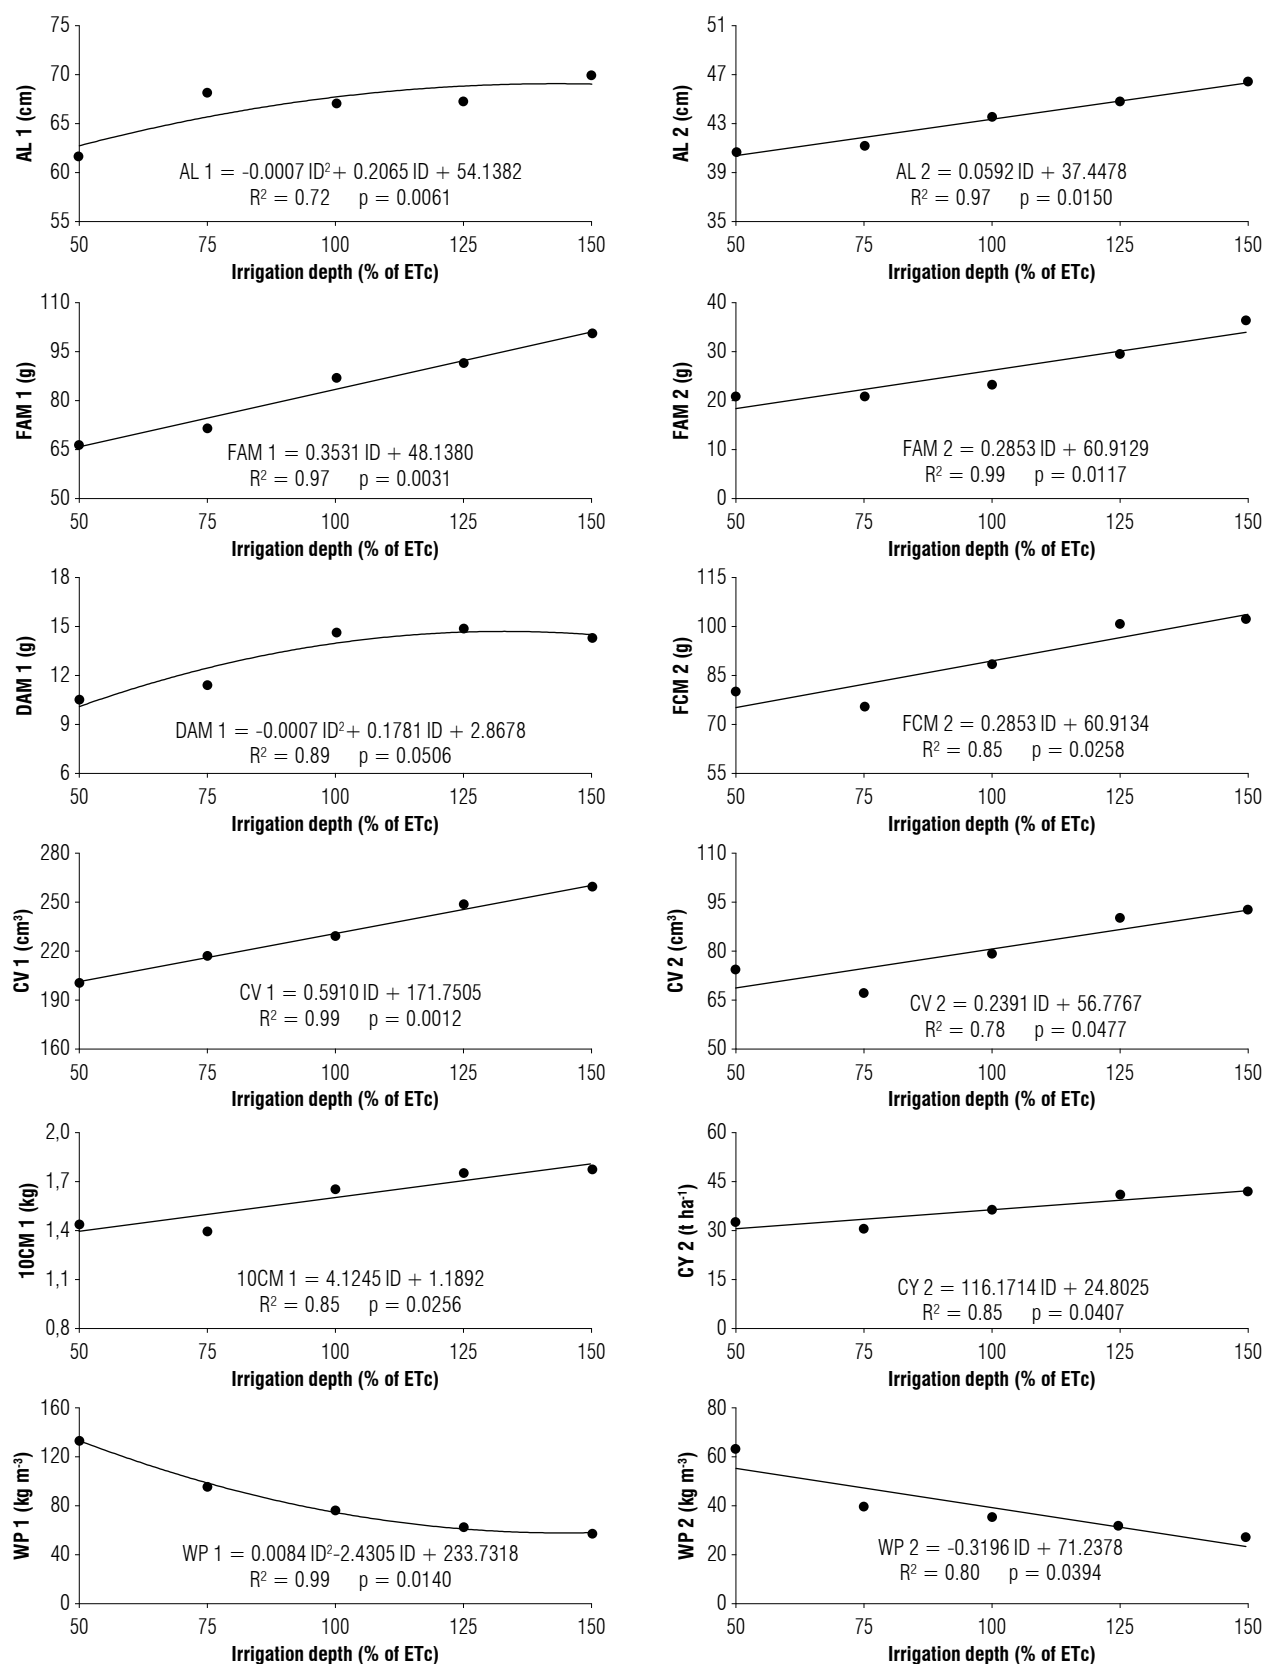 75
70
65
60
55
AL 1 (cm)
AL 1 = -0.0007 ID²+ 0.2065 ID + 54.1382
R² = 0.72 p = 0.0061
50 75 100 125 150
Irrigation depth (% of ETc)
51
47
43
39
35
AL 2 (cm)
AL 2 = 0.0592 ID + 37.4478
R² = 0.97 p = 0.0150
50 75 100 125 150
Irrigation depth (% of ETc)
110
95
80
65
50
FAM 1 (g)
FAM 1 = 0.3531 ID + 48.1380
R² = 0.97 p = 0.0031
50 75 100 125 150
Irrigation depth (% of ETc)
40
30
20
10
0
FAM 2 (g)
FAM 2 = 0.2853 ID + 60.9129
R² = 0.99 p = 0.0117
50 75 100 125 150
Irrigation depth (% of ETc)
18
15
12
9
6
DAM 1 (g)
DAM 1 = -0.0007 ID²+ 0.1781 ID + 2.8678
R² = 0.89 p = 0.0506
50 75 100 125 150
Irrigation depth (% of ETc)
115
100
85
70
55
FCM 2 (g)
FCM 2 = 0.2853 ID + 60.9134
R² = 0.85 p = 0.0258
50 75 100 125 150
Irrigation depth (% of ETc)
280
250
220
190
160
CV 1 (cm³)
CV 1 = 0.5910 ID + 171.7505
R² = 0.99 p = 0.0012
50 75 100 125 150
Irrigation depth (% of ETc)
110
95
80
65
50
CV 2 (cm³)
CV 2 = 0.2391 ID + 56.7767
R² = 0.78 p = 0.0477
50 75 100 125 150
Irrigation depth (% of ETc)
2,0
1,7
1,4
1,1
0,8
10CM 1 (kg)
10CM 1 = 4.1245 ID + 1.1892
R² = 0.85 p = 0.0256
50 75 100 125 150
Irrigation depth (% of ETc)
60
45
30
15
0
CY 2 (t ha⁻¹)
CY 2 = 116.1714 ID + 24.8025
R² = 0.85 p = 0.0407
50 75 100 125 150
Irrigation depth (% of ETc)
160
120
80
40
0
WP 1 (kg m⁻³)
WP 1 = 0.0084 ID²-2.4305 ID + 233.7318
R² = 0.99 p = 0.0140
50 75 100 125 150
Irrigation depth (% of ETc)
80
60
40
20
0
WP 2 (kg m⁻³)
WP 2 = -0.3196 ID + 71.2378
R² = 0.80 p = 0.0394
50 75 100 125 150
Irrigation depth (% of ETc)